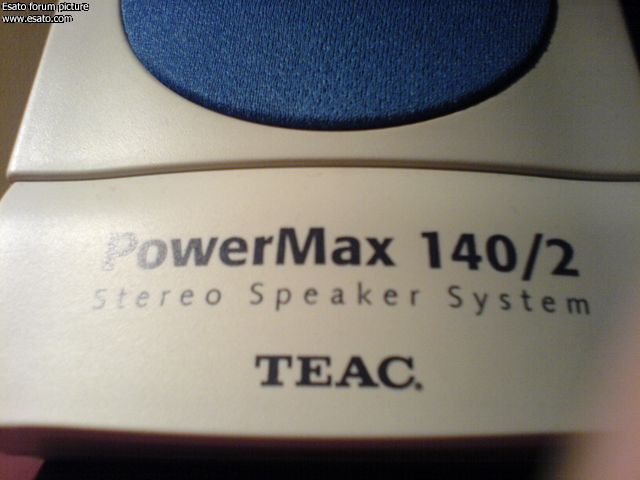 Esato forum picture
www.esato.com
PowerMax 140/2
Stereo Speaker System
TEAC.